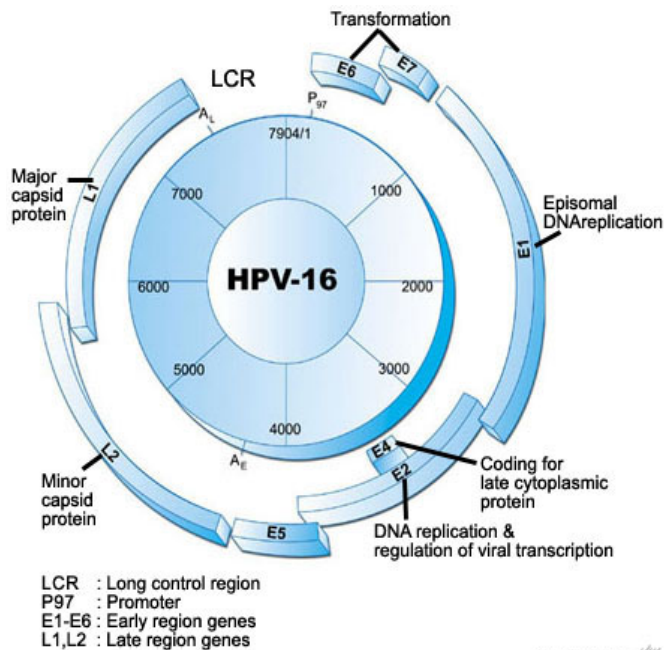 Transformation
E6
E7
LCR
P97
AL
7904/1
1000
2000
3000
4000
5000
6000
7000
HPV-16
Major
capsid
protein
L1
Episomal
DNAreplication
E1
E4
E2
Coding for
late cytoplasmic
protein
DNA replication &
regulation of viral transcription
AE
E5
L2
Minor
capsid
protein
LCR : Long control region
P97 : Promoter
E1-E6 : Early region genes
L1,L2 : Late region genes